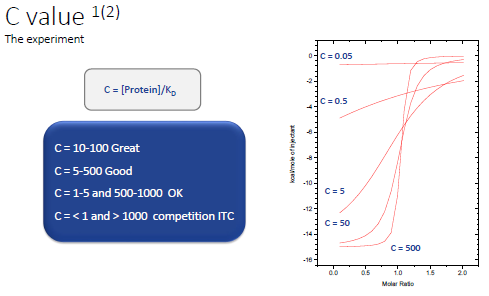 C value 1(2)
The experiment
C = [Protein]/KD
C = 10-100 Great
C = 5-500 Good
C = 1-5 and 500-1000 OK
C = < 1 and > 1000 competition ITC
C = 0.05
C = 0.5
C = 5
C = 50
C = 500
0
-2
-4
-6
-8
-10
-12
-14
-16
kcal/mole of injectant
0.0 0.5 1.0 1.5 2.0
Molar Ratio